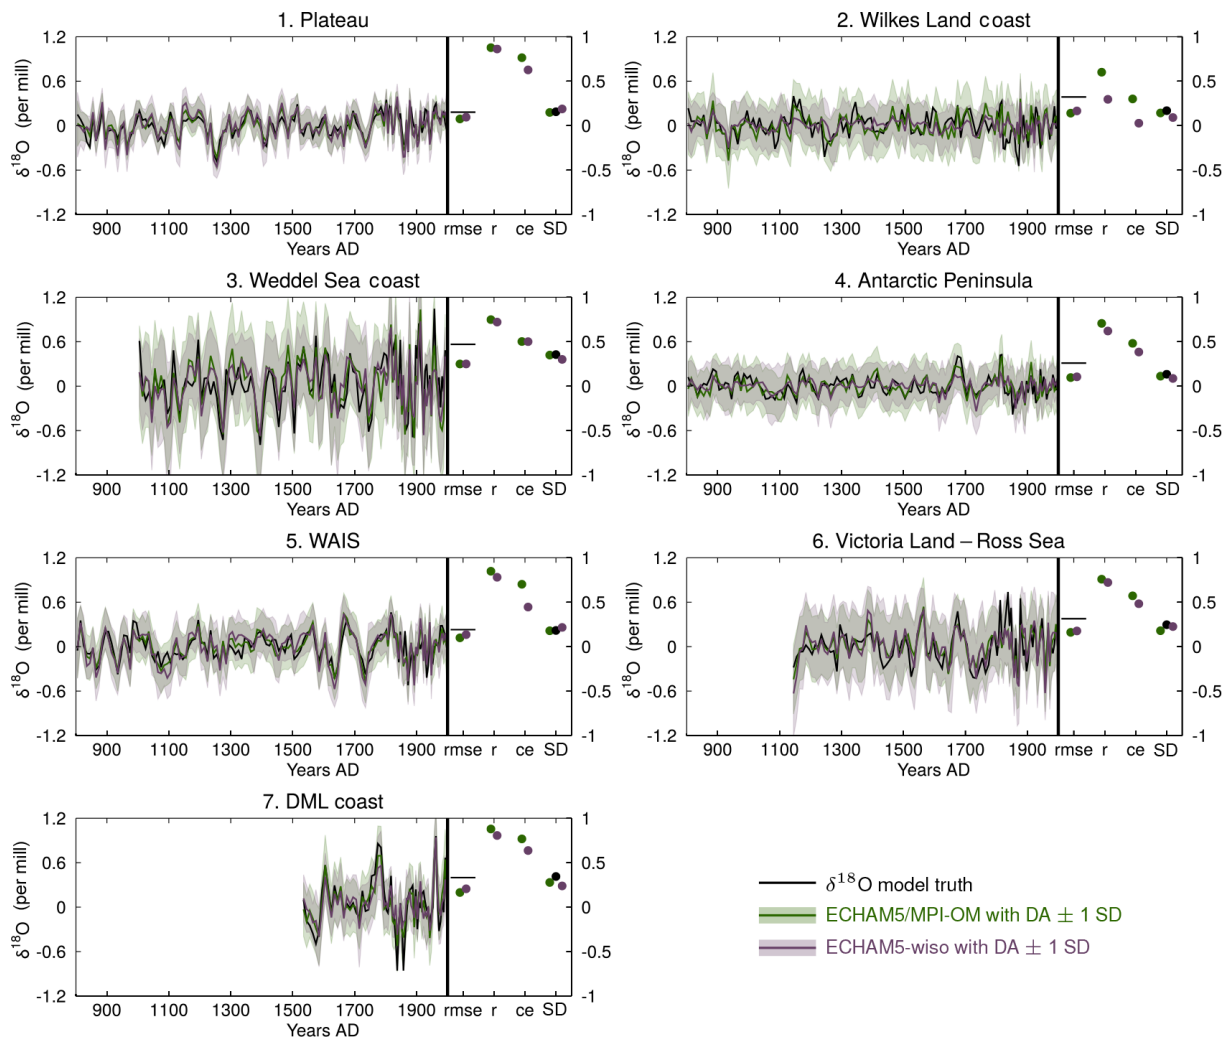 1. Plateau
2. Wilkes Land coast
1.2 0.6 0 -0.6 -1.2
δ¹⁸O (per mill)
900 1100 1300 1500 1700 1900 rmse r ce SD
Years AD
1 0.5 0 -0.5 -1
1.2 0.6 0 -0.6 -1.2
δ¹⁸O (per mill)
900 1100 1300 1500 1700 1900 rmse r ce SD
Years AD
1 0.5 0 -0.5 -1
3. Weddel Sea coast
4. Antarctic Peninsula
1.2 0.6 0 -0.6 -1.2
δ¹⁸O (per mill)
900 1100 1300 1500 1700 1900 rmse r ce SD
Years AD
1 0.5 0 -0.5 -1
1.2 0.6 0 -0.6 -1.2
δ¹⁸O (per mill)
900 1100 1300 1500 1700 1900 rmse r ce SD
Years AD
1 0.5 0 -0.5 -1
5. WAIS
6. Victoria Land – Ross Sea
1.2 0.6 0 -0.6 -1.2
δ¹⁸O (per mill)
900 1100 1300 1500 1700 1900 rmse r ce SD
Years AD
1 0.5 0 -0.5 -1
1.2 0.6 0 -0.6 -1.2
δ¹⁸O (per mill)
900 1100 1300 1500 1700 1900 rmse r ce SD
Years AD
1 0.5 0 -0.5 -1
7. DML coast
1.2 0.6 0 -0.6 -1.2
δ¹⁸O (per mill)
900 1100 1300 1500 1700 1900 rmse r ce SD
Years AD
1 0.5 0 -0.5 -1
δ¹⁸O model truth
ECHAM5/MPI-OM with DA ± 1 SD
ECHAM5-wiso with DA ± 1 SD